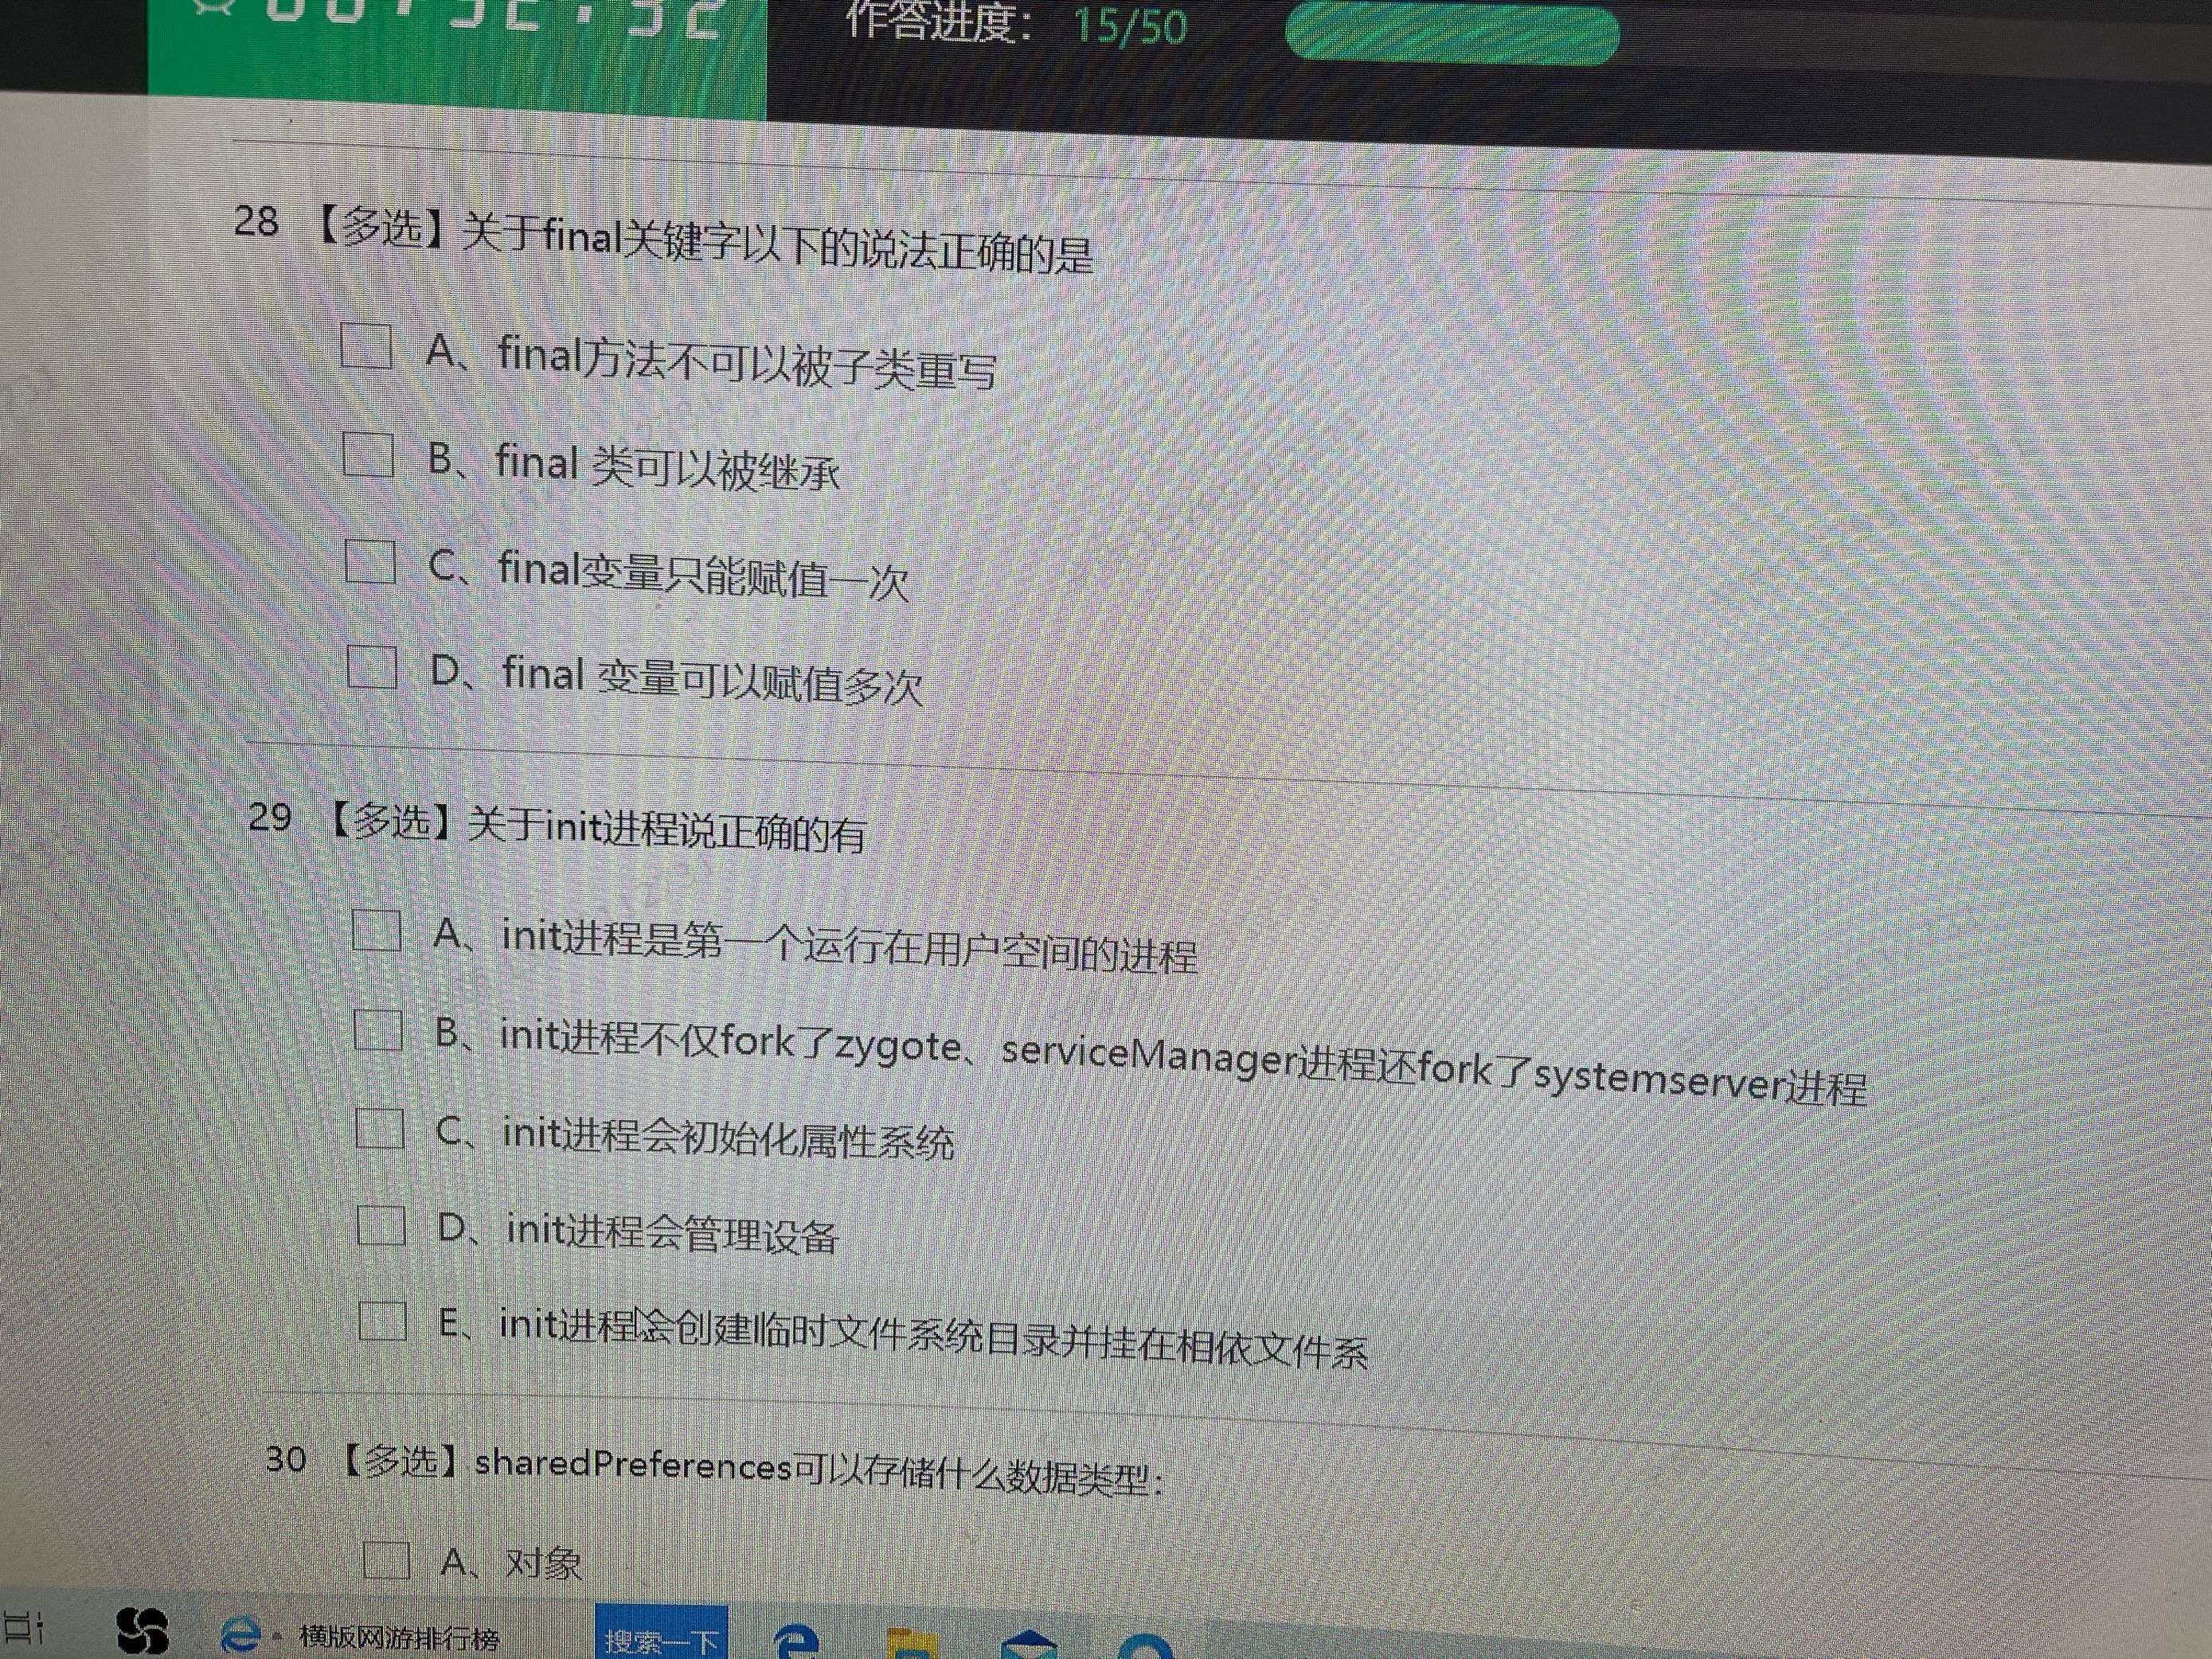 作答进度： 15/50
28 【多选】关于final关键字以下的说法正确的是
A、final方法不可以被子类重写
B、final 类可以被继承
C、final变量只能赋值一次
D、final 变量可以赋值多次
29 【多选】关于init进程说正确的有
A、init进程是第一个运行在用户空间的进程
B、init进程不仅fork了zygote、serviceManager进程还fork了systemserver进程
C、init进程会初始化属性系统
D、init进程会管理设备
E、init进程会创建临时文件系统目录并挂在相依文件系
30 【多选】sharedPreferences可以存储什么数据类型：
A、对象
横版网游排行榜 搜索一下